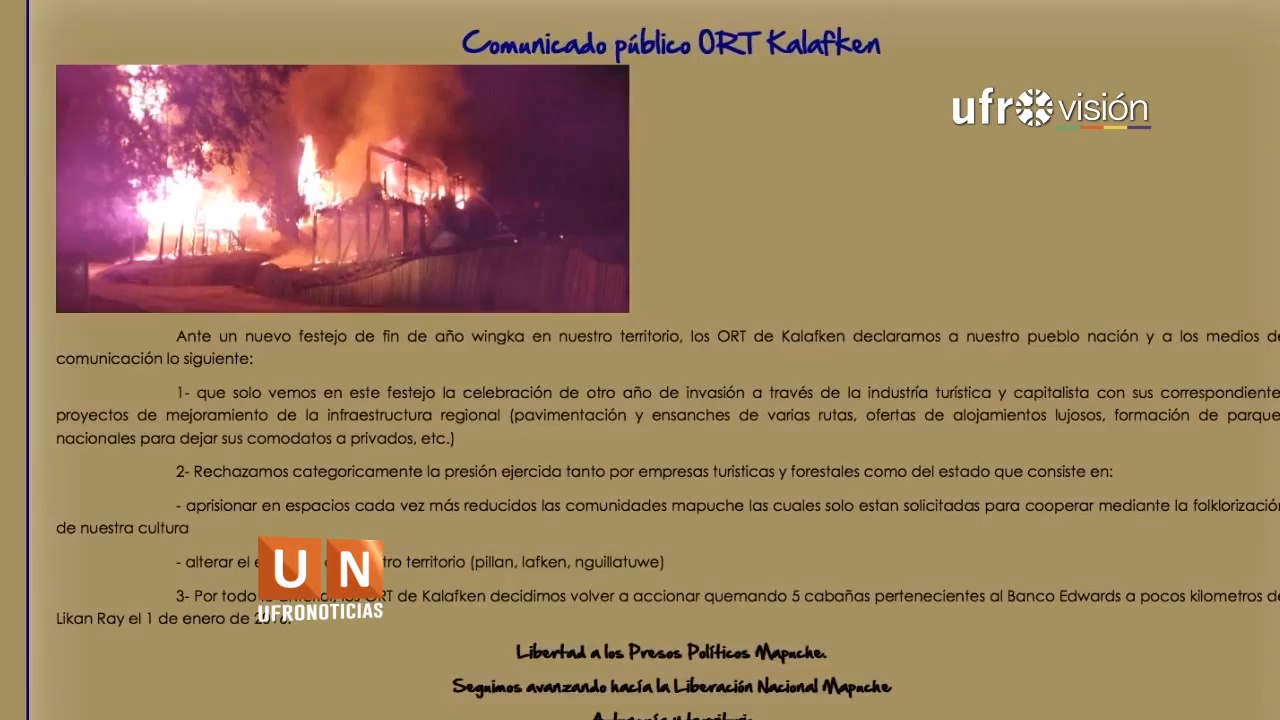 Comunicado público ORT Kalafken
ufro visión
Ante un nuevo festejo de fin de año wingka en nuestro territorio, los ORT de Kalafken declaramos a nuestro pueblo nación y a los medios de
comunicación lo siguiente:
1- que solo vemos en este festejo la celebración de otro año de invasión a través de la industría turística y capitalista con sus correspondiente
proyectos de mejoramiento de la infraestructura regional (pavimentación y ensanches de varias rutas, ofertas de alojamientos lujosos, formación de parque
nacionales para dejar sus comodatos a privados, etc.)
2- Rechazamos categoricamente la presión ejercida tanto por empresas turisticas y forestales como del estado que consiste en:
- aprisionar en espacios cada vez más reducidos las comunidades mapuche las cuales solo estan solicitadas para cooperar mediante la folklorización
de nuestra cultura
- alterar el territorio (pillan, lafken, nguillatuwe)
3- Por todo ORT de Kalafken decidimos volver a accionar quemando 5 cabañas pertenecientes al Banco Edwards a pocos kilometros de
Likan Ray el 1 de enero de
UN
UFRONOTICIAS
Libertad a los Presos Políticos Mapuche.
Seguimos avanzando hacía la Liberación Nacional Mapuche